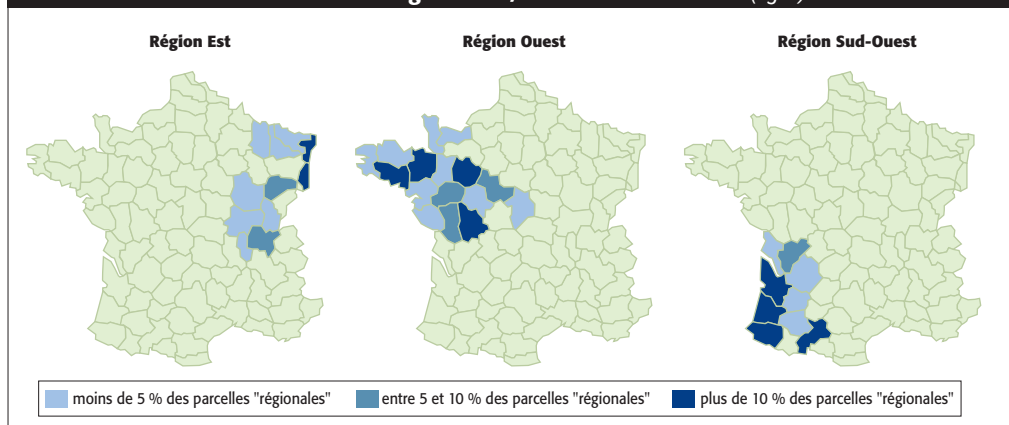 Région Est
Région Ouest
Région Sud-Ouest
moins de 5 % des parcelles "régionales"
entre 5 et 10 % des parcelles "régionales"
plus de 10 % des parcelles "régionales"